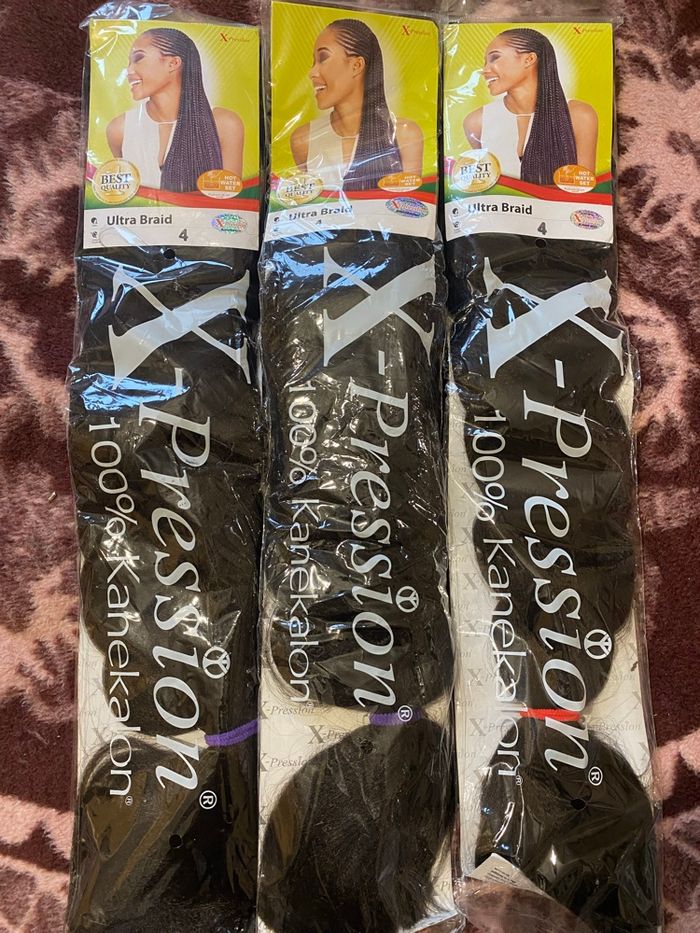 X-Pression
BEST
QUALITY
HOT
WATER
SET
Ultra Braid
4
X-Pression®
100% Kanekalon®
X-Pression
BEST
QUALITY
HOT
WATER SET
Ultra Braid
4
X-Pression®
100% Kanekalon
X-Pression
X-Pression
X-Pression
BEST
QUALITY
HOT
WATER
SET
Ultra Braid
4
X-Pression®
100% Kanekalon®